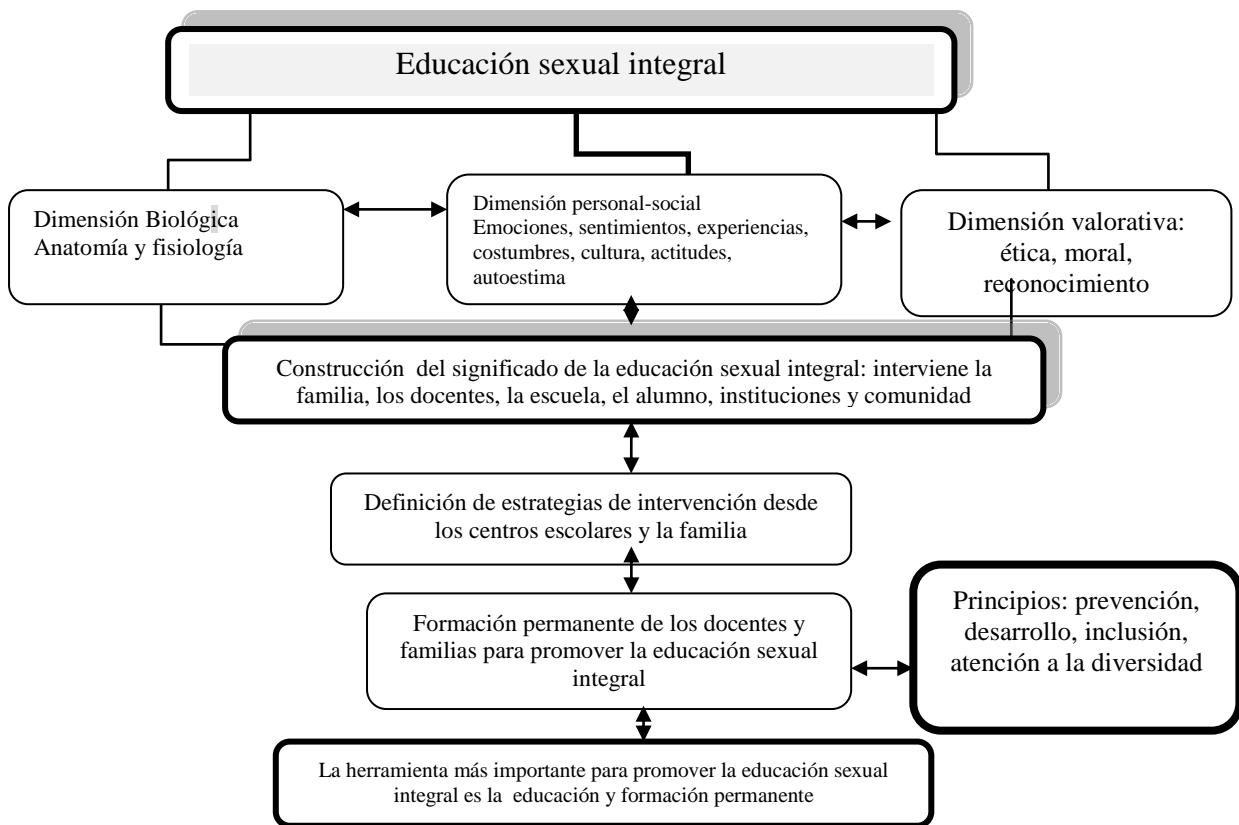 Educación sexual integral
Dimensión Biológica
Anatomía y fisiología
Dimensión personal-social
Emociones, sentimientos, experiencias,
costumbres, cultura, actitudes,
autoestima
Dimensión valorativa:
ética, moral,
reconocimiento
Construcción del significado de la educación sexual integral: interviene la
familia, los docentes, la escuela, el alumno, instituciones y comunidad
Definición de estrategias de intervención desde
los centros escolares y la familia
Formación permanente de los docentes y
familias para promover la educación sexual
integral
Principios: prevención,
desarrollo, inclusión,
atención a la diversidad
La herramienta más importante para promover la educación sexual
integral es la educación y formación permanente